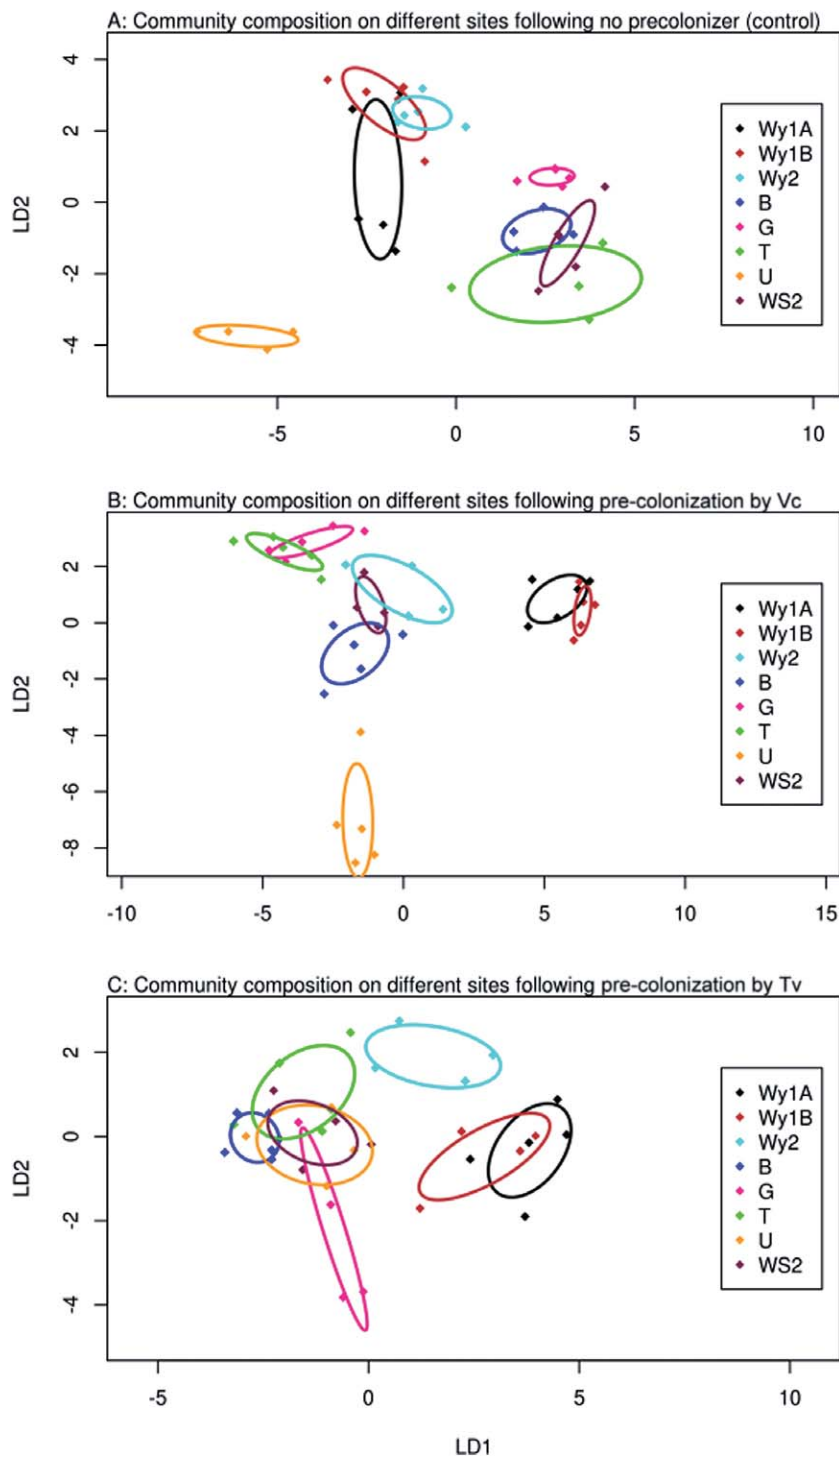 A: Community composition on different sites following no precolonizer (control)
4
2
0
-2
-4
LD2
-5 0 5 10
Wy1A
Wy1B
Wy2
B
G
T
U
WS2
B: Community composition on different sites following pre-colonization by Vc
2
0
-2
-4
-6
-8
LD2
-10 -5 0 5 10 15
Wy1A
Wy1B
Wy2
B
G
T
U
WS2
C: Community composition on different sites following pre-colonization by Tv
2
0
-2
-4
LD2
-5 0 5 10
Wy1A
Wy1B
Wy2
B
G
T
U
WS2
LD1